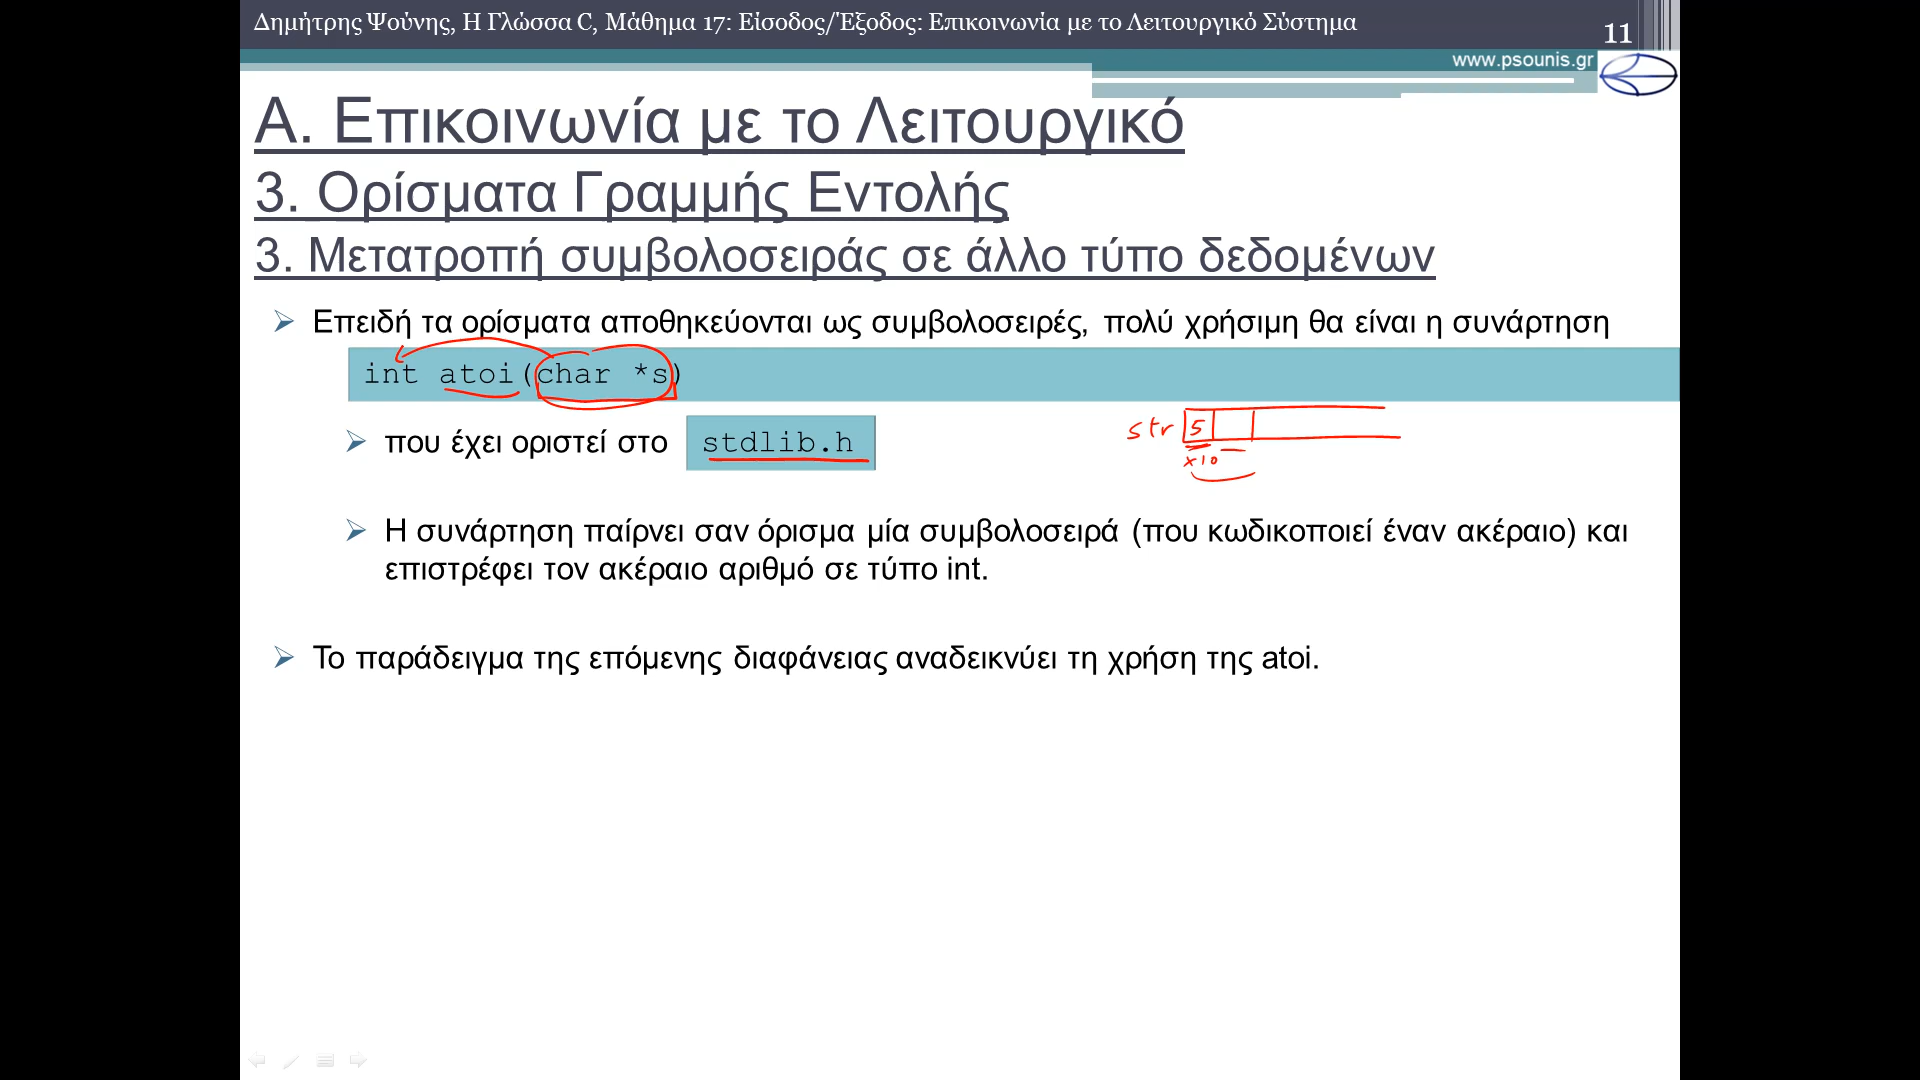 Δημήτρης Ψούνης, Η Γλώσσα C, Μάθημα 17: Είσοδος/Έξοδος: Επικοινωνία με το Λειτουργικό Σύστημα
11
www.psounis.gr
Α. Επικοινωνία με το Λειτουργικό
3. Ορίσματα Γραμμής Εντολής
3. Μετατροπή συμβολοσειράς σε άλλο τύπο δεδομένων
Επειδή τα ορίσματα αποθηκεύονται ως συμβολοσειρές, πολύ χρήσιμη θα είναι η συνάρτηση
int atoi(char *s)
που έχει οριστεί στο stdlib.h
str 5
x10
Η συνάρτηση παίρνει σαν όρισμα μία συμβολοσειρά (που κωδικοποιεί έναν ακέραιο) και
επιστρέφει τον ακέραιο αριθμό σε τύπο int.
Το παράδειγμα της επόμενης διαφάνειας αναδεικνύει τη χρήση της atoi.